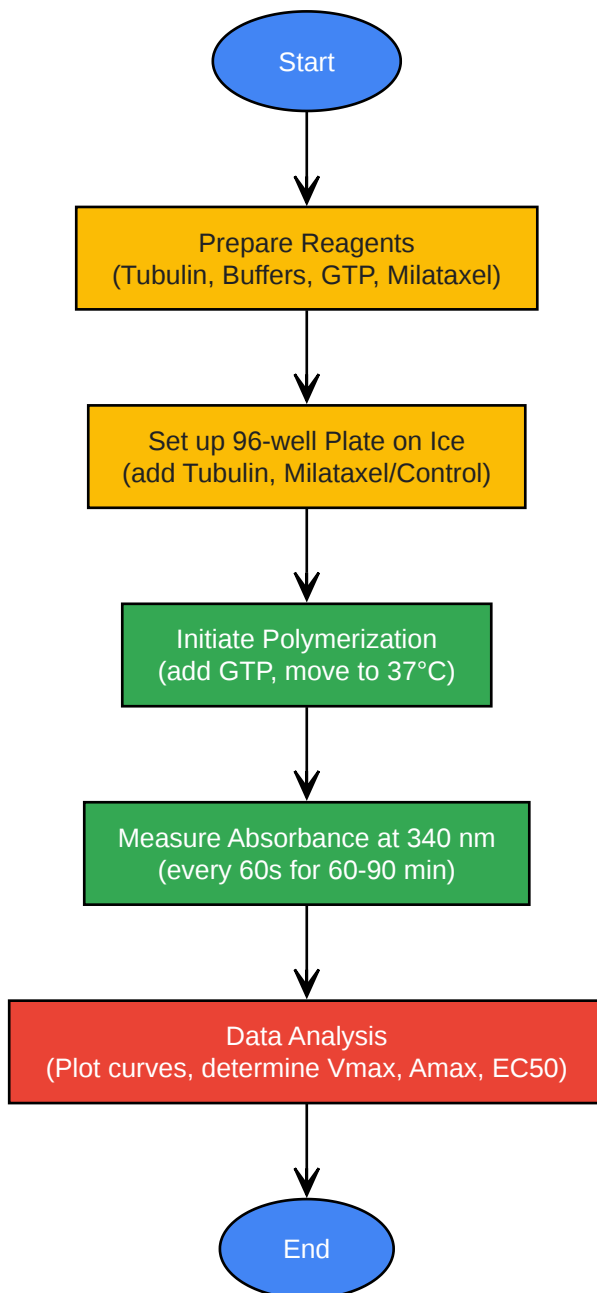 Start
Prepare Reagents
(Tubulin, Buffers, GTP, Milataxel)
Set up 96-well Plate on Ice
(add Tubulin, Milataxel/Control)
Initiate Polymerization
(add GTP, move to 37°C)
Measure Absorbance at 340 nm
(every 60s for 60-90 min)
Data Analysis
(Plot curves, determine Vmax, Amax, EC50)
End